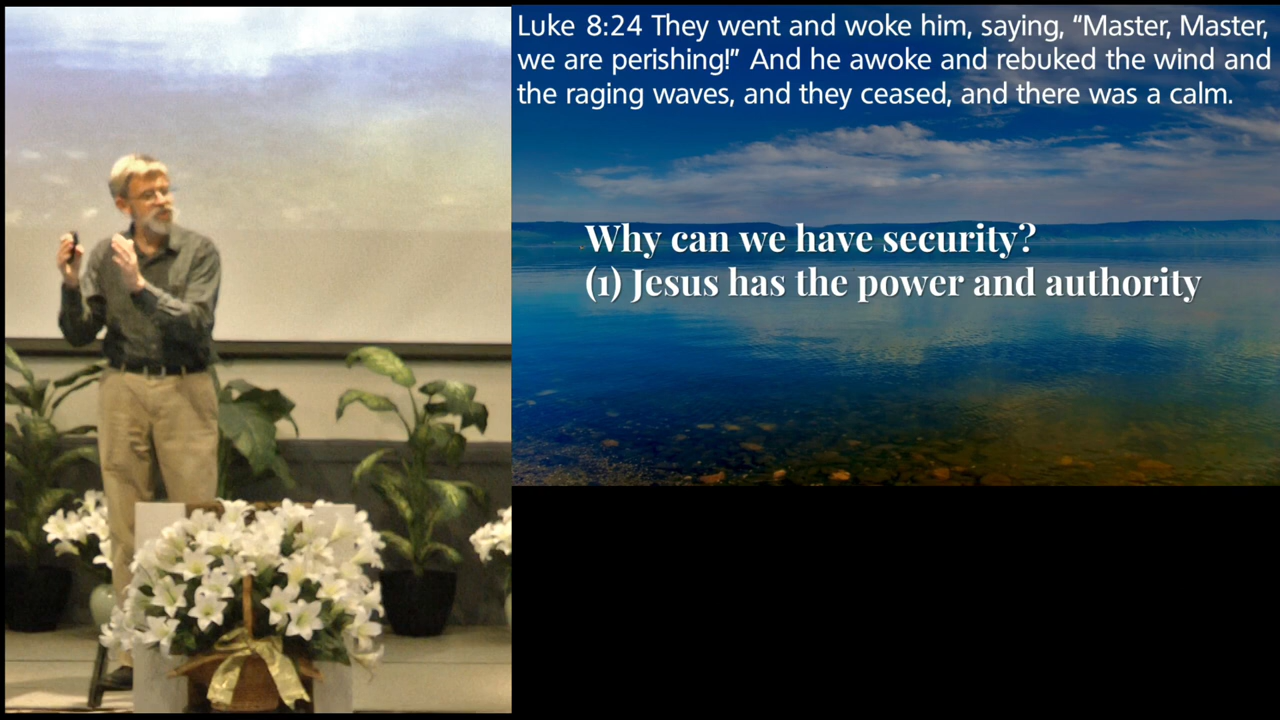 Luke 8:24 They went and woke him, saying, “Master, Master,
we are perishing!” And he awoke and rebuked the wind and
the raging waves, and they ceased, and there was a calm.
Why can we have security?
(1) Jesus has the power and authority